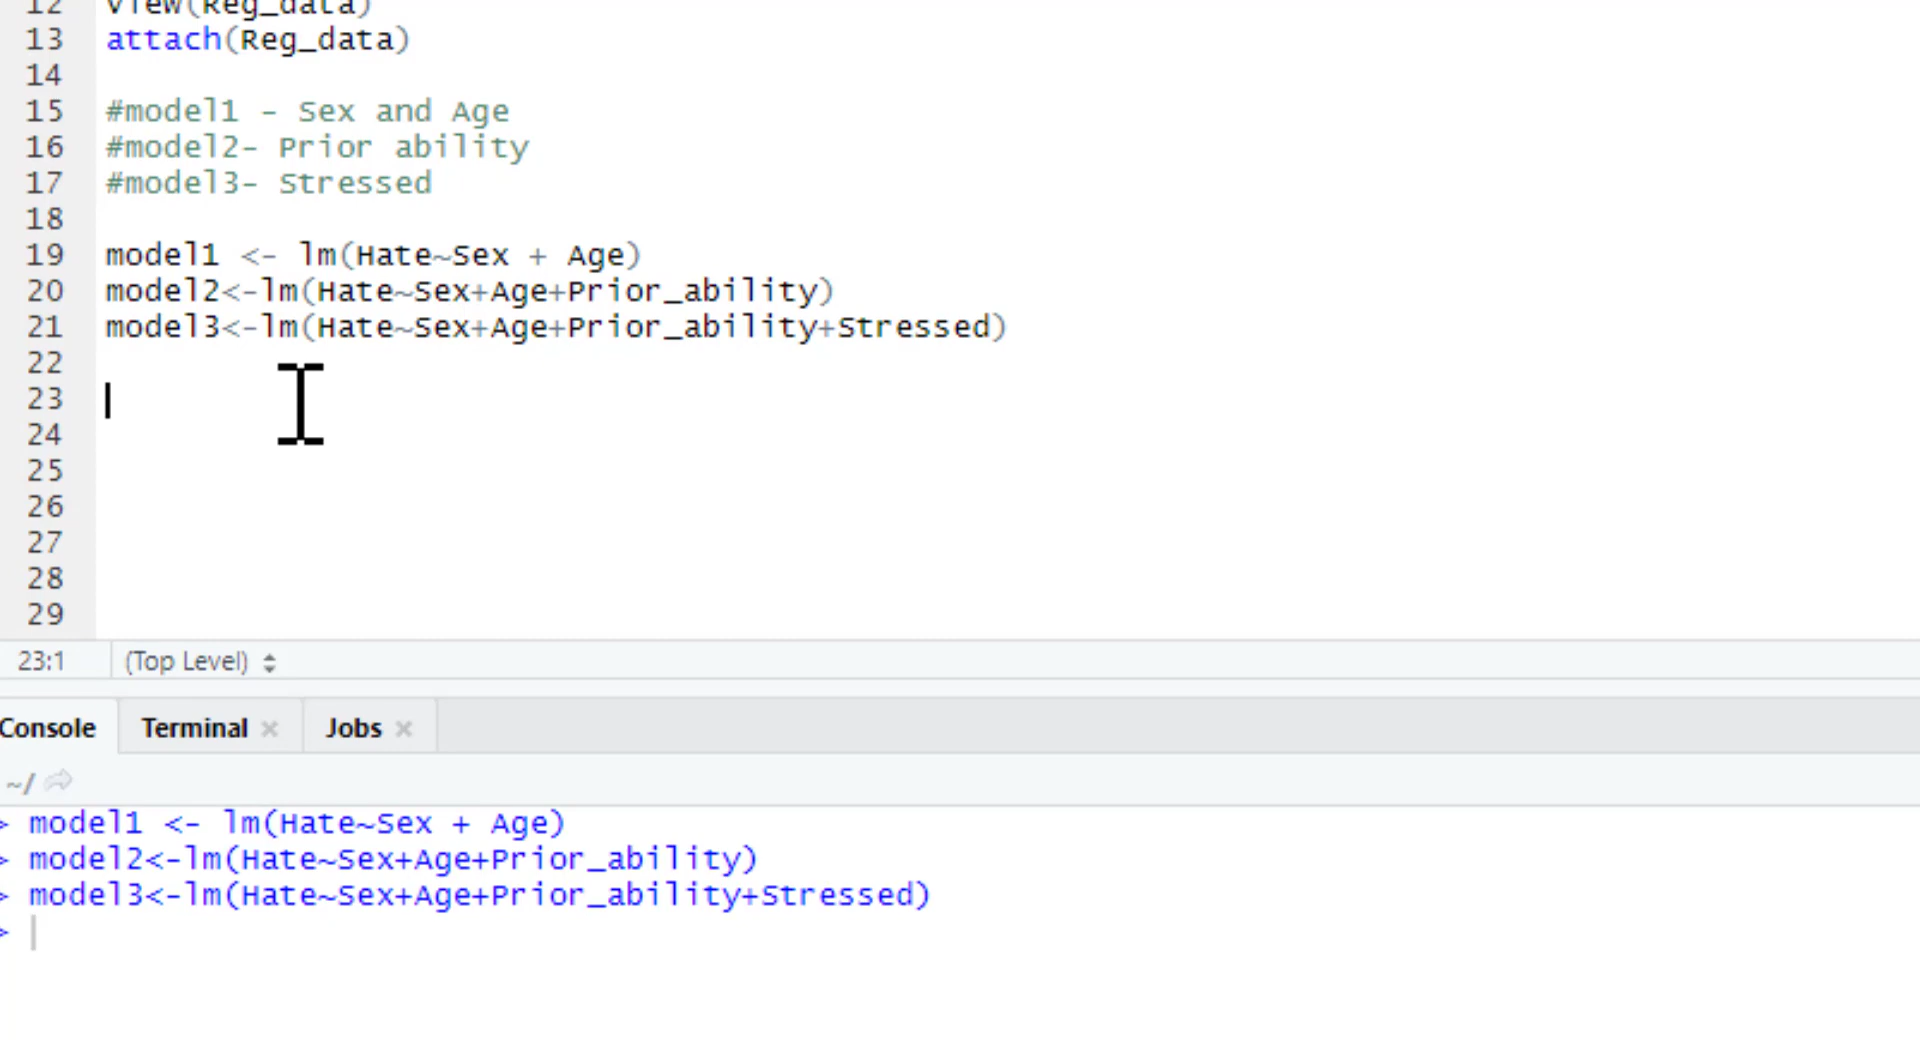 12 View(Reg_data)
13 attach(Reg_data)
14
15 #model1 - Sex and Age
16 #model2- Prior ability
17 #model3- Stressed
18
19 model1 <- lm(Hate~Sex + Age)
20 model2<-lm(Hate~Sex+Age+Prior_ability)
21 model3<-lm(Hate~Sex+Age+Prior_ability+Stressed)
22
23
24
25
26
27
28
29
23:1 (Top Level)
Console Terminal Jobs
~/
> model1 <- lm(Hate~Sex + Age)
> model2<-lm(Hate~Sex+Age+Prior_ability)
> model3<-lm(Hate~Sex+Age+Prior_ability+Stressed)
>